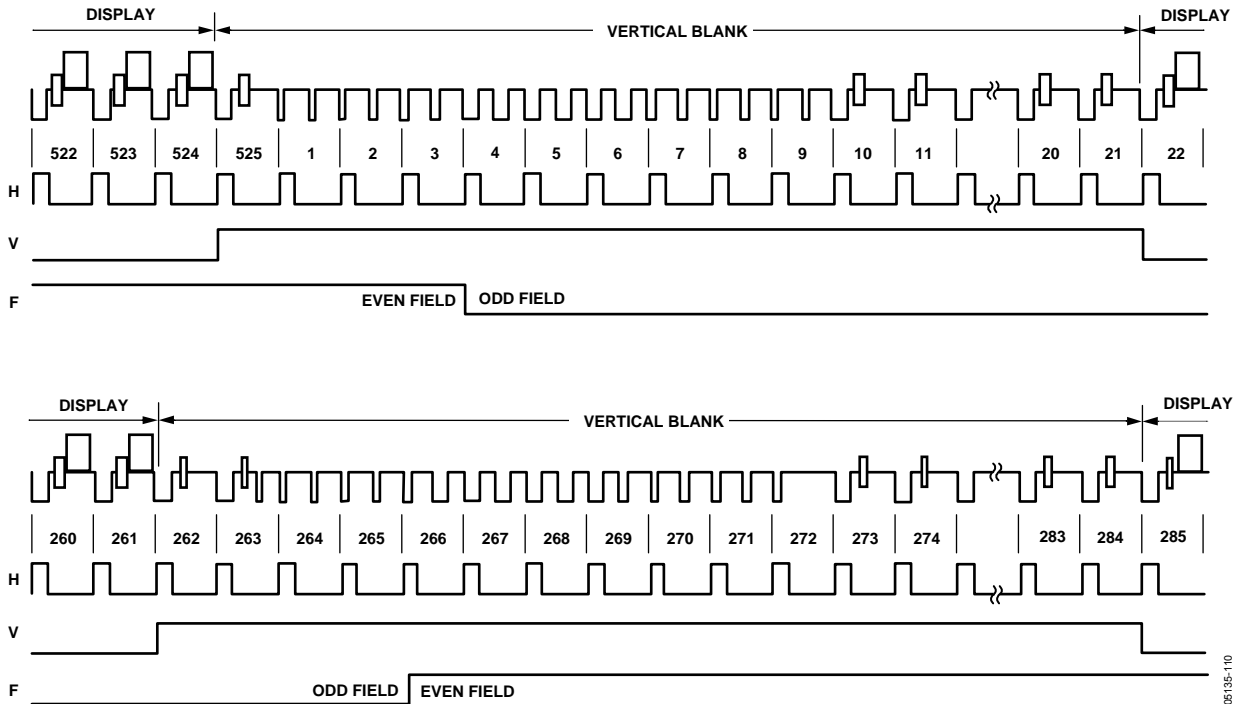 DISPLAY VERTICAL BLANK DISPLAY
522 523 524 525 1 2 3 4 5 6 7 8 9 10 11 20 21 22
H
V
F EVEN FIELD ODD FIELD
DISPLAY VERTICAL BLANK DISPLAY
260 261 262 263 264 265 266 267 268 269 270 271 272 273 274 283 284 285
H
V
F ODD FIELD EVEN FIELD
05135-110